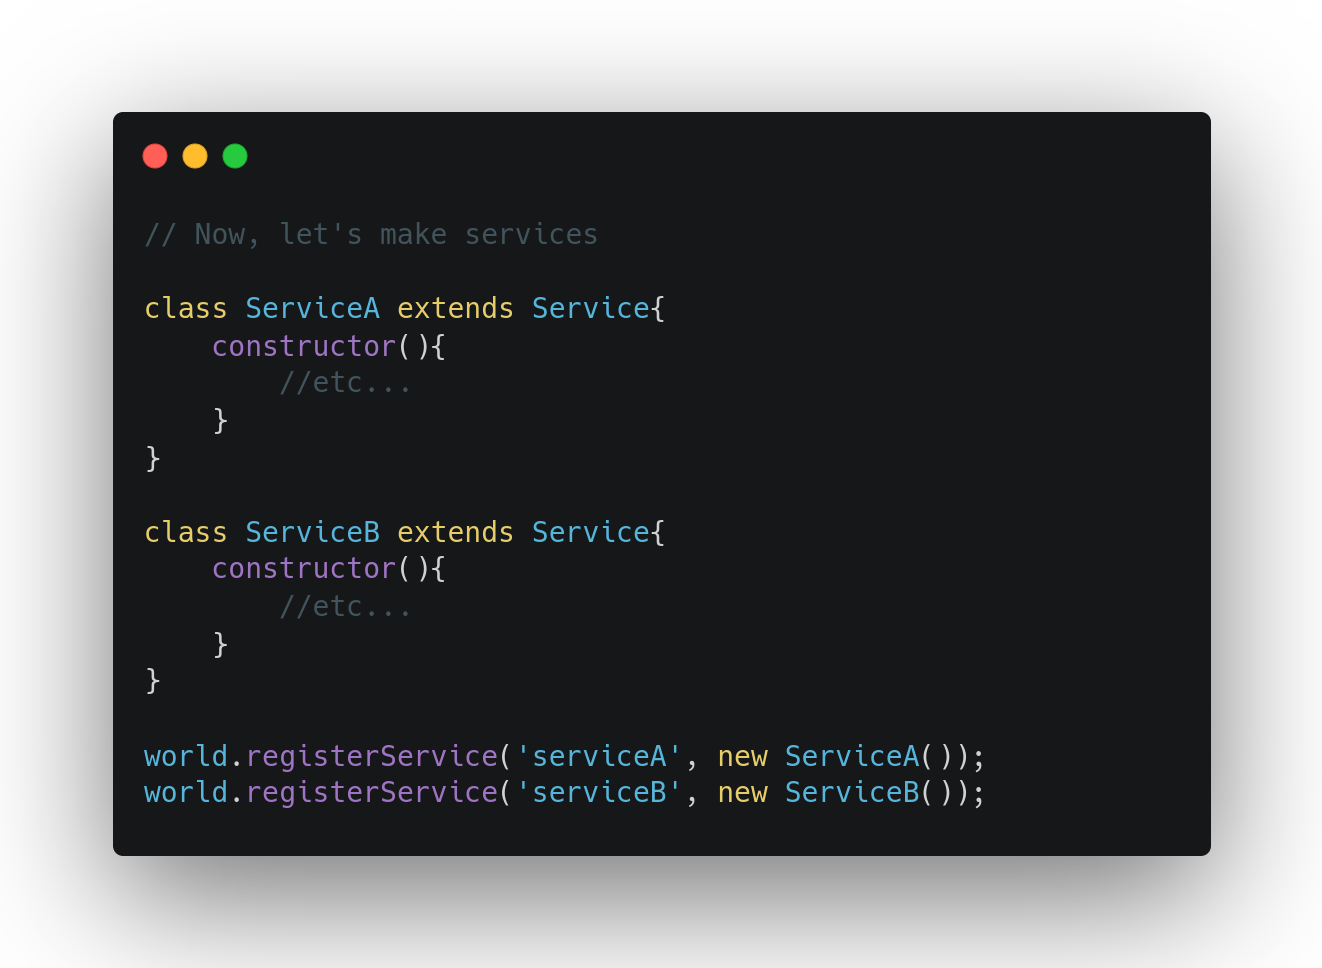 // Now, let's make services
class ServiceA extends Service{
    constructor(){
        //etc...
    }
}
class ServiceB extends Service{
    constructor(){
        //etc...
    }
}
world.registerService('serviceA', new ServiceA());
world.registerService('serviceB', new ServiceB());